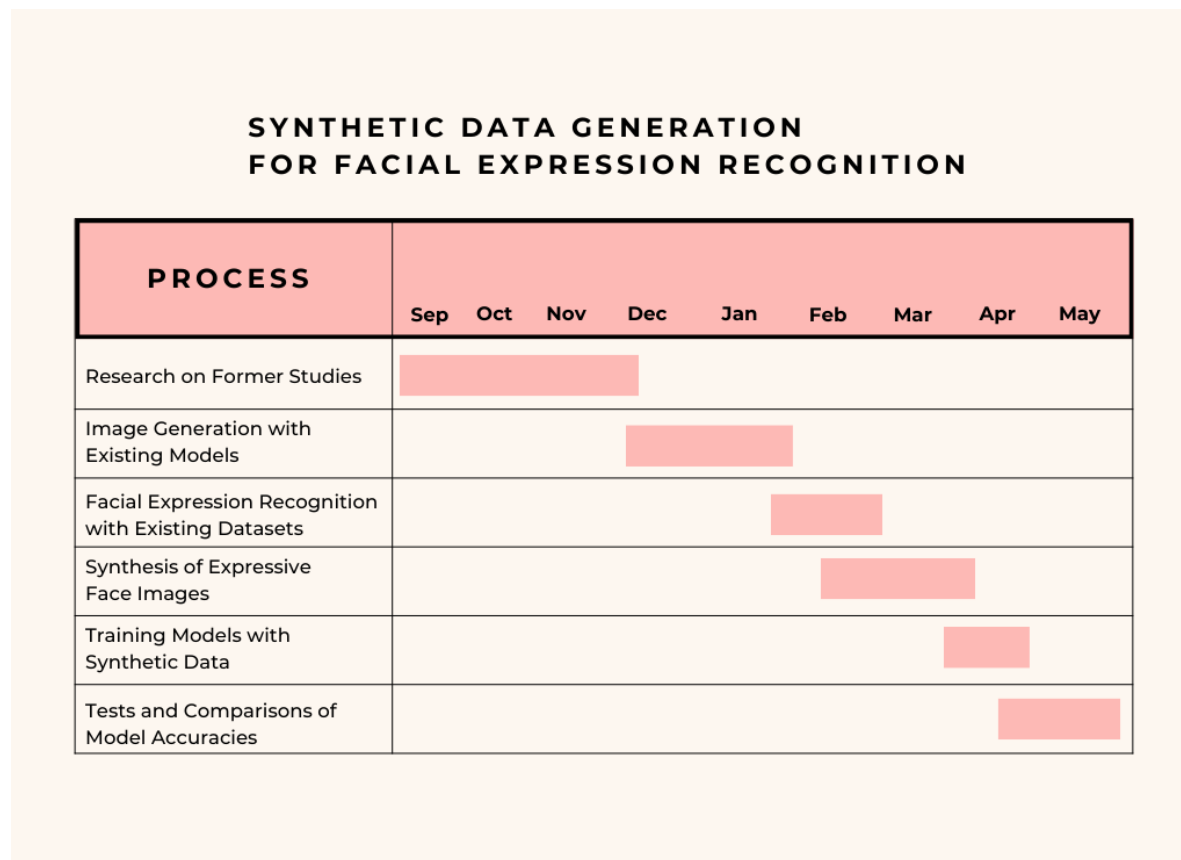 SYNTHETIC DATA GENERATION
FOR FACIAL EXPRESSION RECOGNITION
PROCESS
Sep Oct Nov Dec Jan Feb Mar Apr May
Research on Former Studies
Image Generation with
Existing Models
Facial Expression Recognition
with Existing Datasets
Synthesis of Expressive
Face Images
Training Models with
Synthetic Data
Tests and Comparisons of
Model Accuracies